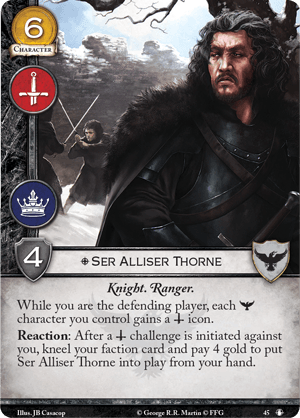 6
CHARACTER
4
SER ALLISER THORNE
Knight. Ranger.
While you are the defending player, each
character you control gains a icon.
Reaction: After a challenge is initiated against
you, kneel your faction card and pay 4 gold to put
Ser Alliser Thorne into play from your hand.
Illus. JB Casacop
© George R.R. Martin © FFG
45